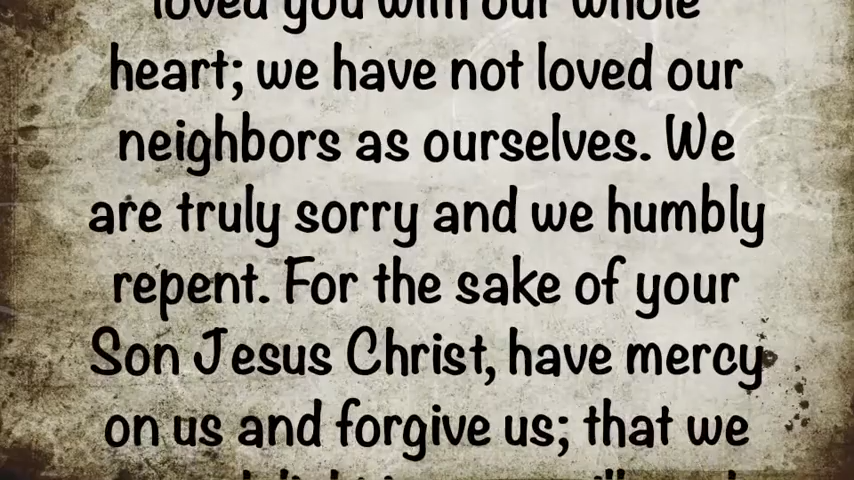 loved you with our whole
heart; we have not loved our
neighbors as ourselves. We
are truly sorry and we humbly
repent. For the sake of your
Son Jesus Christ, have mercy
on us and forgive us; that we